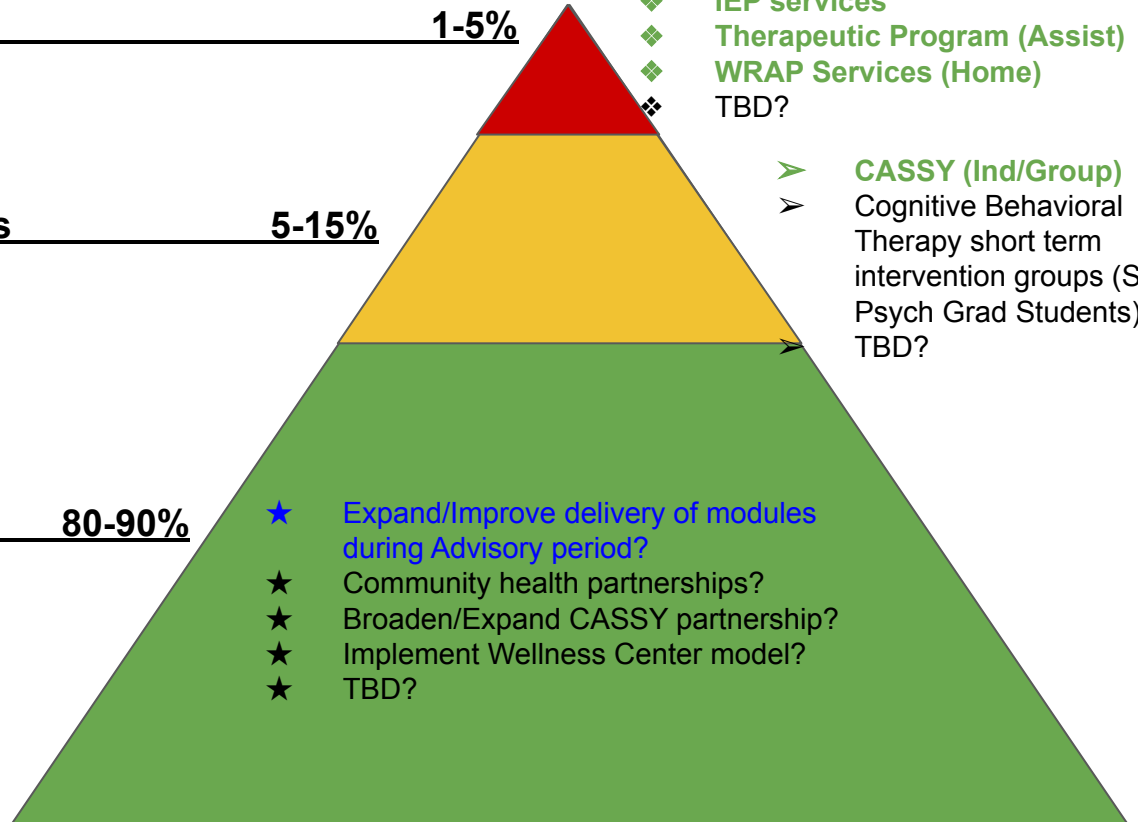 1-5%
❖ IEP services
❖ Therapeutic Program (Assist)
❖ WRAP Services (Home)
❖ TBD?
➢ CASSY (Ind/Group)
s 5-15%
➢ Cognitive Behavioral
Therapy short term
intervention groups (S
Psych Grad Students)
➢ TBD?
80-90%
★ Expand/Improve delivery of modules
during Advisory period?
★ Community health partnerships?
★ Broaden/Expand CASSY partnership?
★ Implement Wellness Center model?
★ TBD?